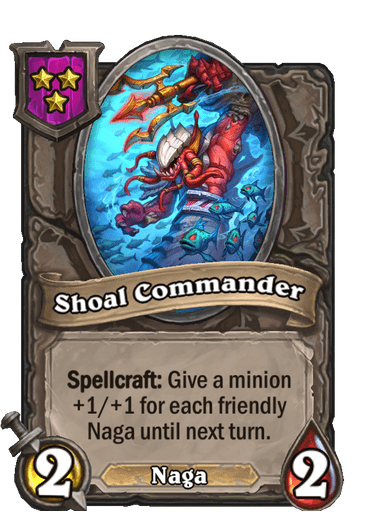 Shoal Commander
Spellcraft: Give a minion
+1/+1 for each friendly
Naga until next turn.
2
Naga
2